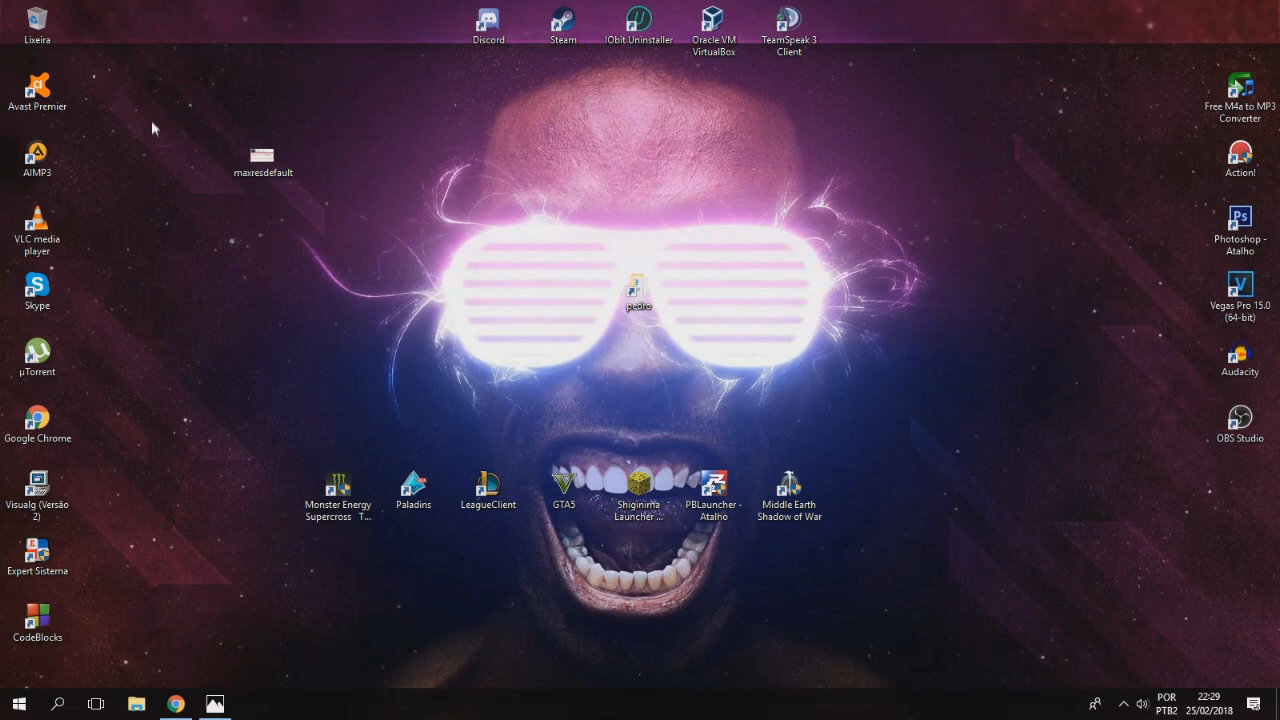 Lixeira
Discord
Steam
IObit Uninstaller
Oracle VM
VirtualBox
TeamSpeak 3
Client
Avast Premier
Free M4a to MP3
Converter
AIMP3
maxresdefault
Action!
VLC media
player
Photoshop -
Atalho
Skype
pedro
Vegas Pro 15.0
(64-bit)
µTorrent
Audacity
Google Chrome
OBS Studio
Visualg (Versão
2)
Monster Energy
Supercross T...
Paladins
LeagueClient
GTA5
Shiginima
Launcher ...
PBLauncher -
Atalho
Middle Earth
Shadow of War
Expert Sistema
CodeBlocks
POR
PTB2
22:29
25/02/2018